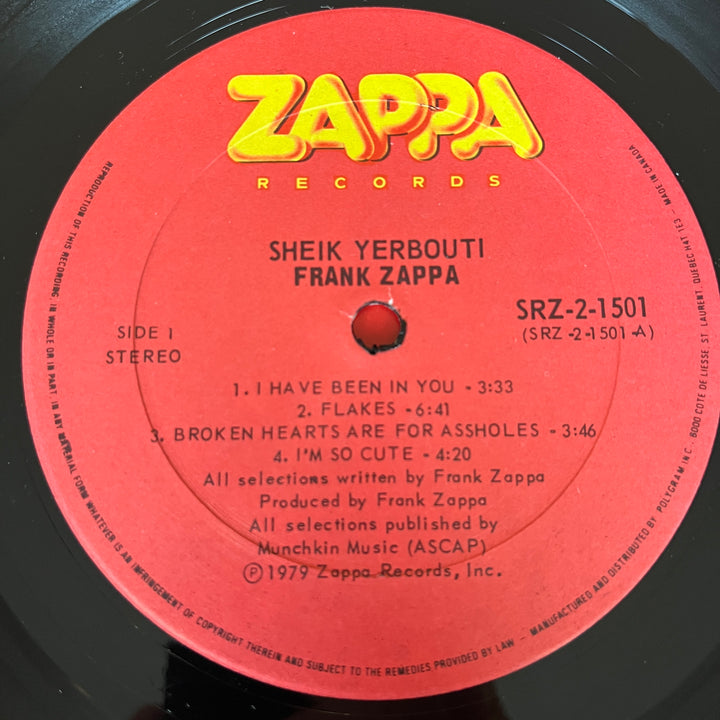 ZAPPA
RECORDS
SHEIK YERBOUTI
FRANK ZAPPA
SRZ-2-1501
(SRZ-2-1501-A)
SIDE 1
STEREO
1. I HAVE BEEN IN YOU - 3:33
2. FLAKES - 6:41
3. BROKEN HEARTS ARE FOR ASSHOLES - 3:46
4. I'M SO CUTE - 4:20
All selections written by Frank Zappa
Produced by Frank Zappa
All selections published by
Munchkin Music (ASCAP)
Ⓟ1979 Zappa Records, Inc.
REPRODUCTION OF THIS RECORDING, IN WHOLE OR IN PART, IN ANY MATERIAL FORM WHATEVER IS AN INFRINGEMENT OF COPYRIGHT THEREIN AND SUBJECT TO THE REMEDIES PROVIDED BY LAW – MANUFACTURED AND DISTRIBUTED BY POLYGRAM INC. 6000 COTE DE LIESSE, ST LAURENT, QUEBEC H4T 1E3 – MADE IN CANADA